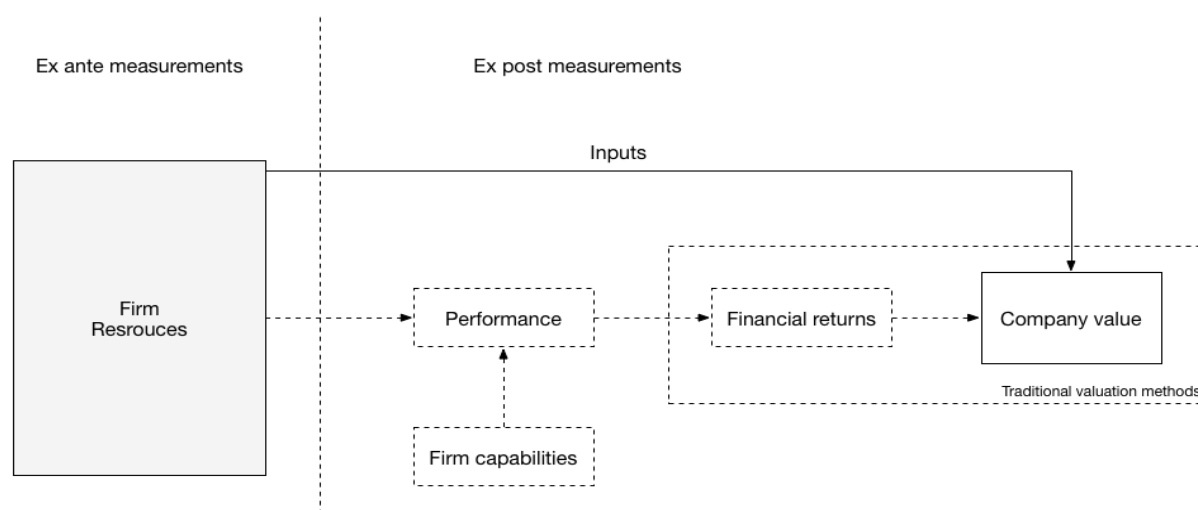 Ex ante measurements
Ex post measurements
Inputs
Firm
Resrouces
Performance
Financial returns
Company value
Traditional valuation methods
Firm capabilities